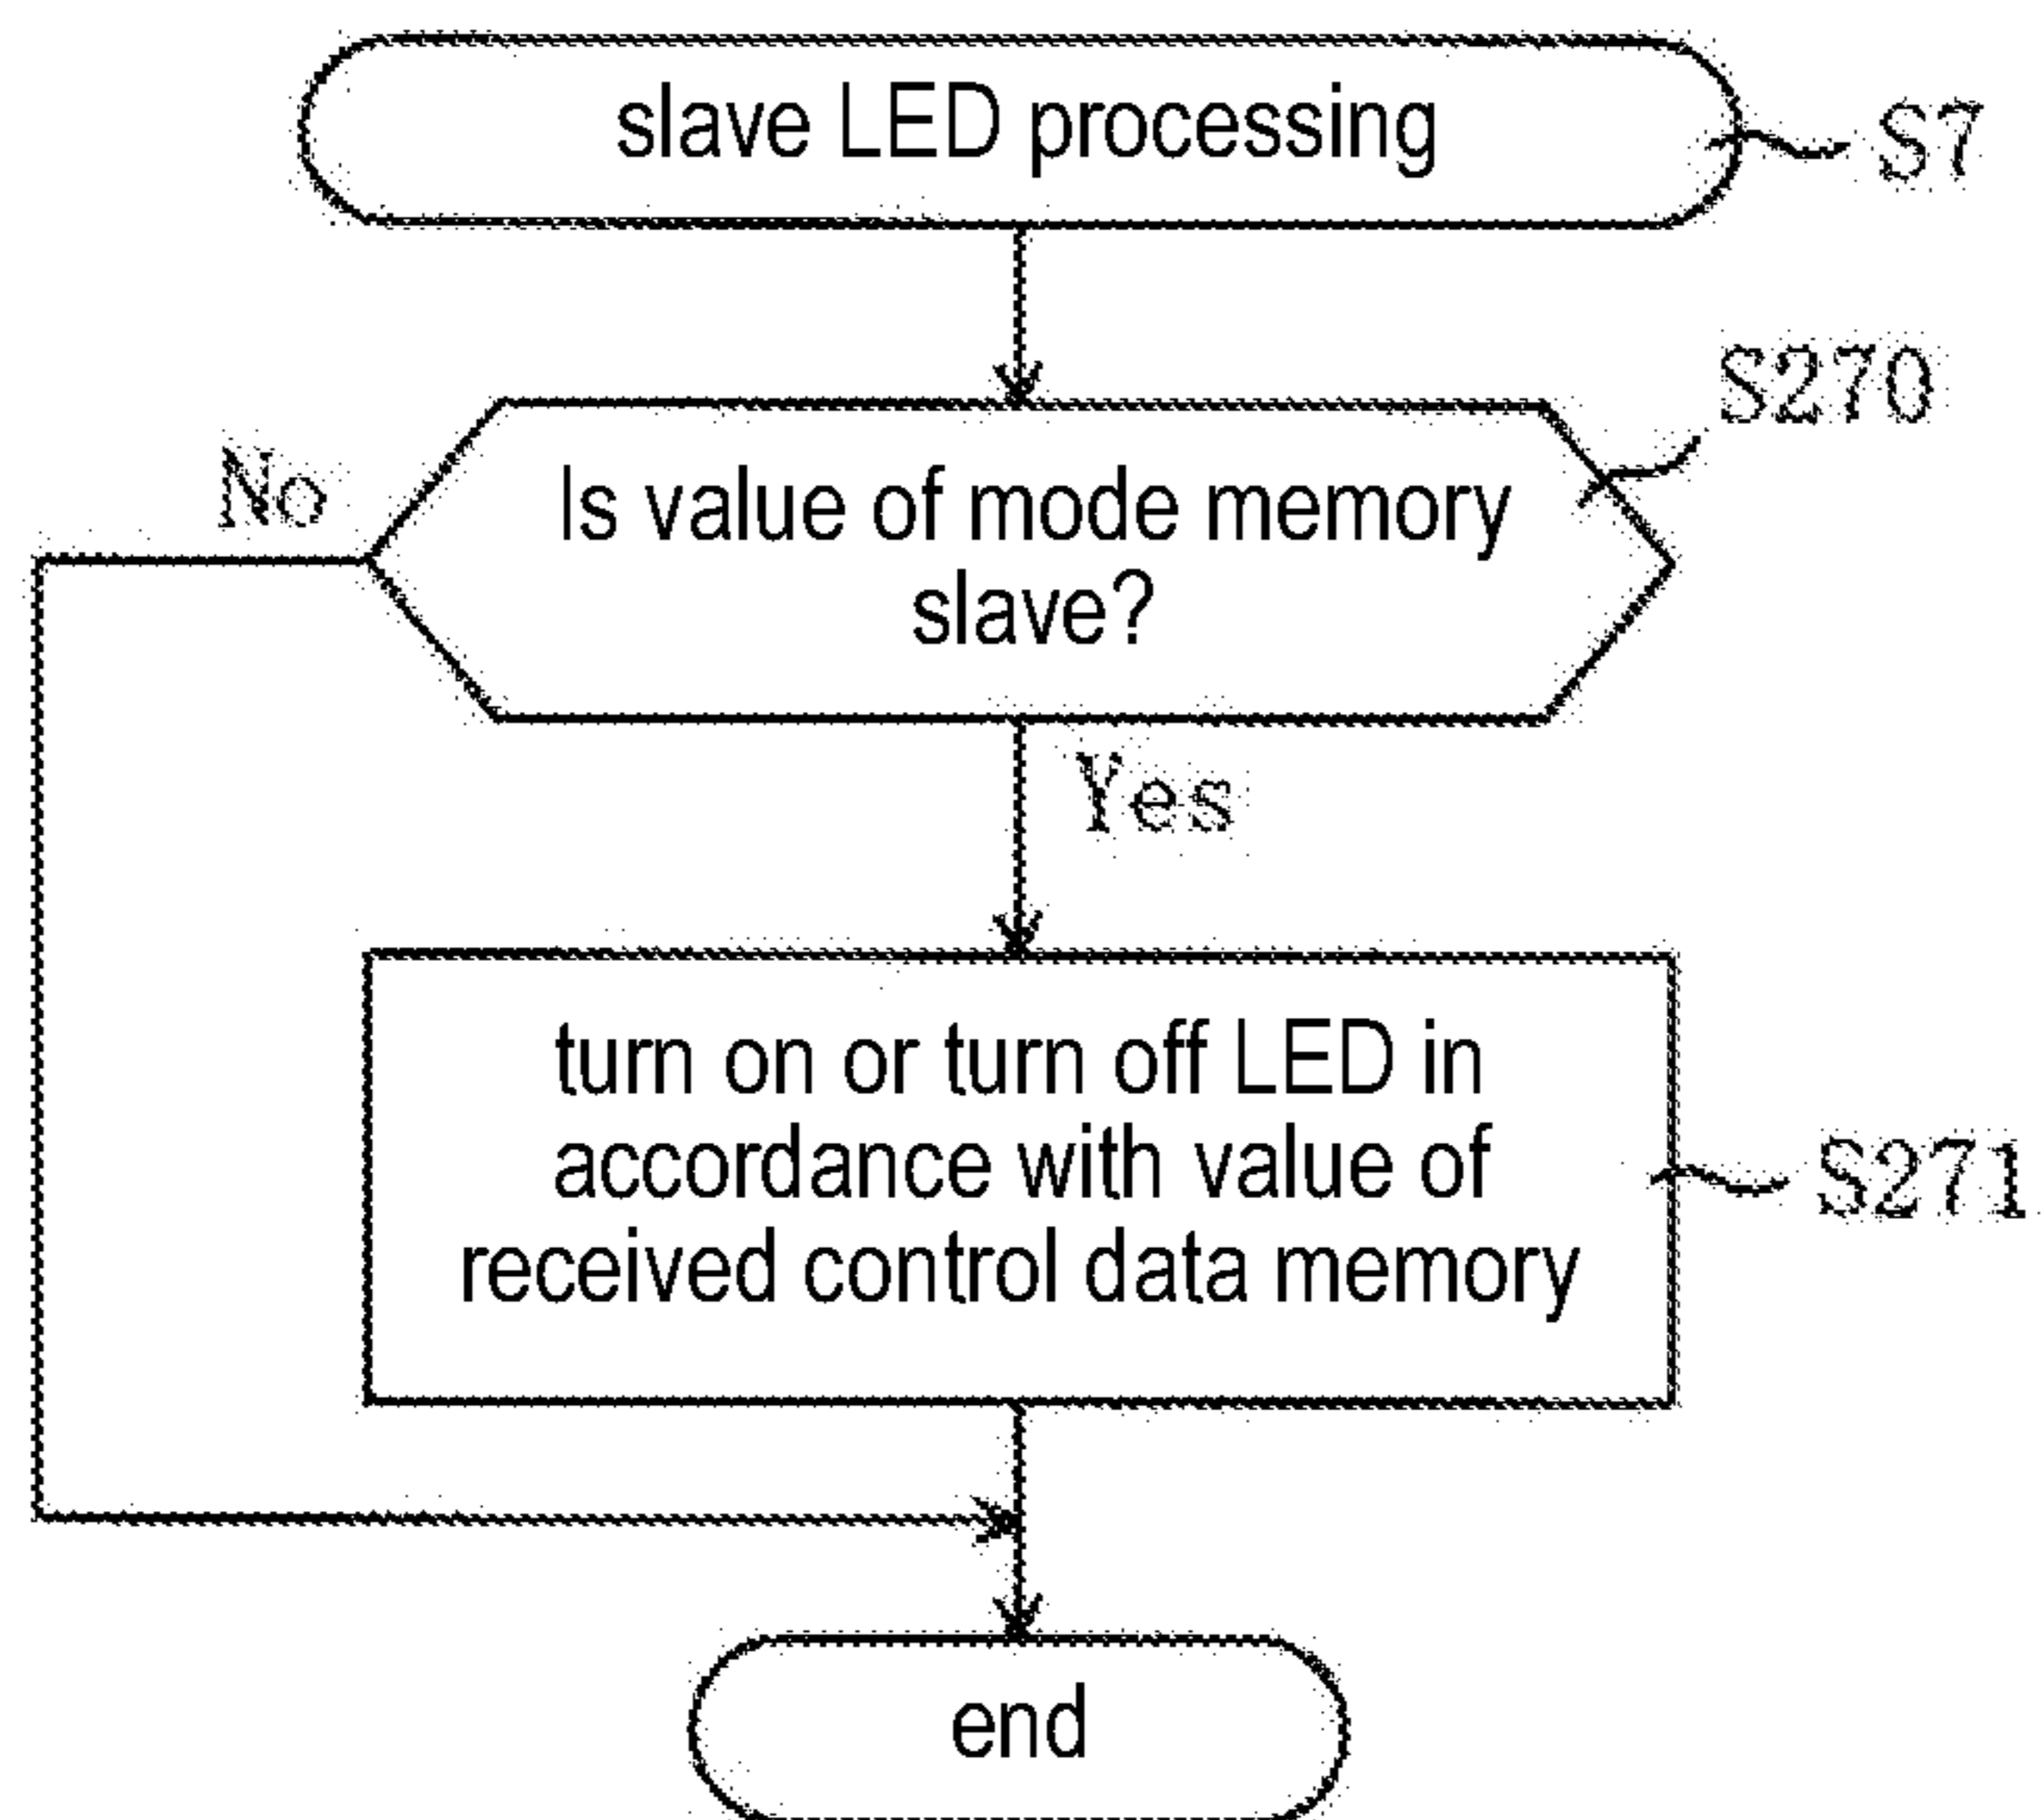 slave LED processing
S7
S270
No
Is value of mode memory
slave?
Yes
turn on or turn off LED in
accordance with value of
received control data memory
S271
end